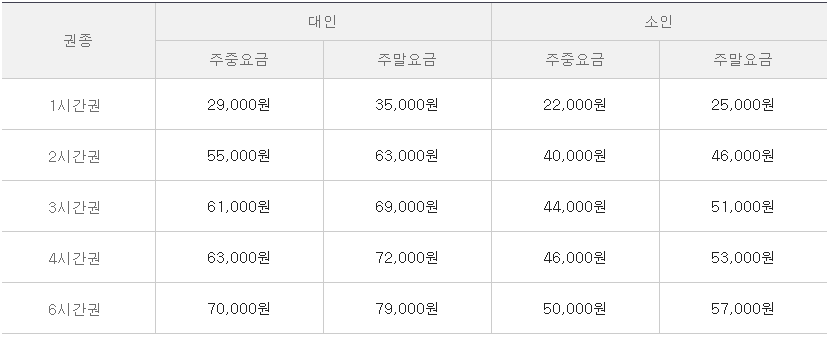 권종 대인 소인
주중요금 주말요금 주중요금 주말요금
1시간권 29,000원 35,000원 22,000원 25,000원
2시간권 55,000원 63,000원 40,000원 46,000원
3시간권 61,000원 69,000원 44,000원 51,000원
4시간권 63,000원 72,000원 46,000원 53,000원
6시간권 70,000원 79,000원 50,000원 57,000원